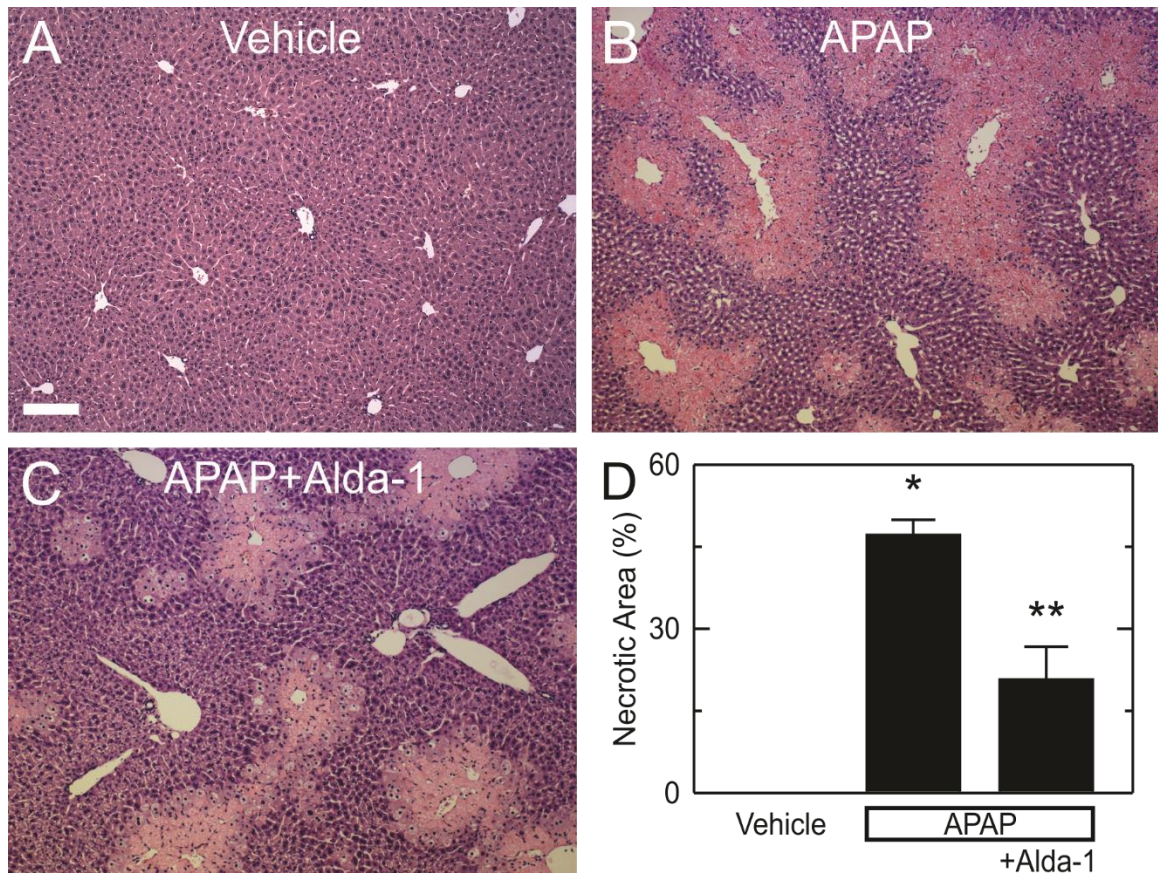 A
Vehicle
B
APAP
C
APAP+Alda-1
D
60
30
0
Necrotic Area (%)
*
**
Vehicle
APAP
+Alda-1